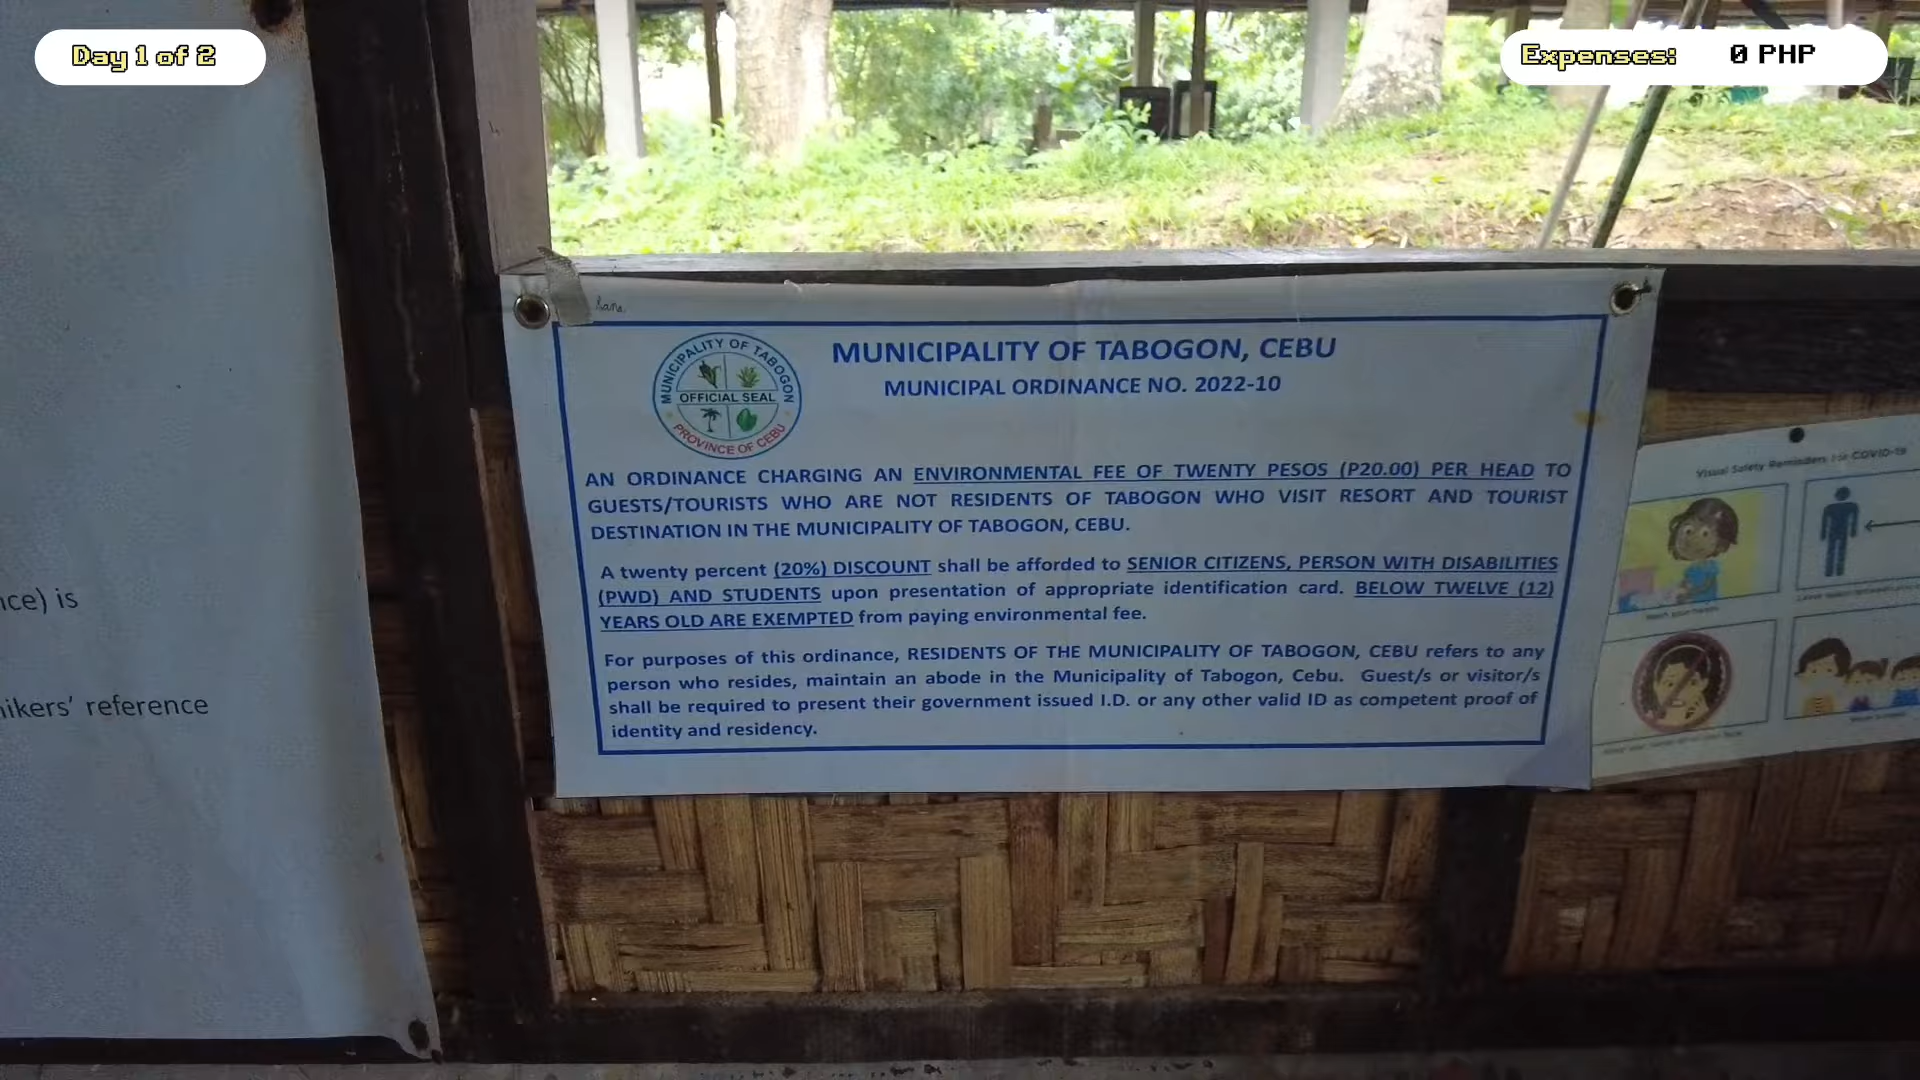 Day 1 of 2
Expenses: 0 PHP
MUNICIPALITY OF TABOGON
OFFICIAL SEAL
PROVINCE OF CEBU
MUNICIPALITY OF TABOGON, CEBU
MUNICIPAL ORDINANCE NO. 2022-10
AN ORDINANCE CHARGING AN ENVIRONMENTAL FEE OF TWENTY PESOS (P20.00) PER HEAD TO
GUESTS/TOURISTS WHO ARE NOT RESIDENTS OF TABOGON WHO VISIT RESORT AND TOURIST
DESTINATION IN THE MUNICIPALITY OF TABOGON, CEBU.
A twenty percent (20%) DISCOUNT shall be afforded to SENIOR CITIZENS, PERSON WITH DISABILITIES
(PWD) AND STUDENTS upon presentation of appropriate identification card. BELOW TWELVE (12)
YEARS OLD ARE EXEMPTED from paying environmental fee.
For purposes of this ordinance, RESIDENTS OF THE MUNICIPALITY OF TABOGON, CEBU refers to any
person who resides, maintain an abode in the Municipality of Tabogon, Cebu. Guest/s or visitor/s
shall be required to present their government issued I.D. or any other valid ID as competent proof of
identity and residency.
nce) is
ikers' reference
Visual Safety Reminders for COVID-19